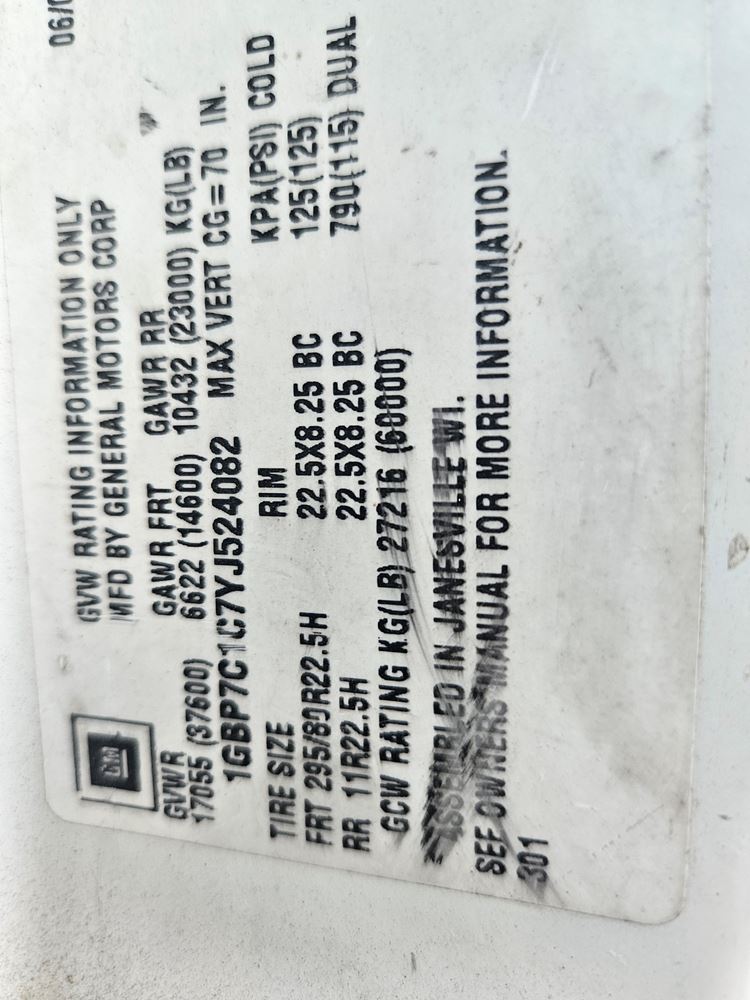 06/0
GM
GVW RATING INFORMATION ONLY
MFD BY GENERAL MOTORS CORP
GVWR GAWR FRT GAWR RR
17055 (37600) 6622 (14600) 10432 (23000) KG(LB)
1GBP7C1C7YJ524082 MAX VERT CG=70 IN.
TIRE SIZE RIM KPA(PSI) COLD
FRT 295/80R22.5H 22.5X8.25 BC 125(125)
RR 11R22.5H 22.5X8.25 BC 790(115) DUAL
GCW RATING KG(LB) 27216 (60000)
ASSEMBLED IN JANESVILLE WI.
SEE OWNERS MANUAL FOR MORE INFORMATION.
301